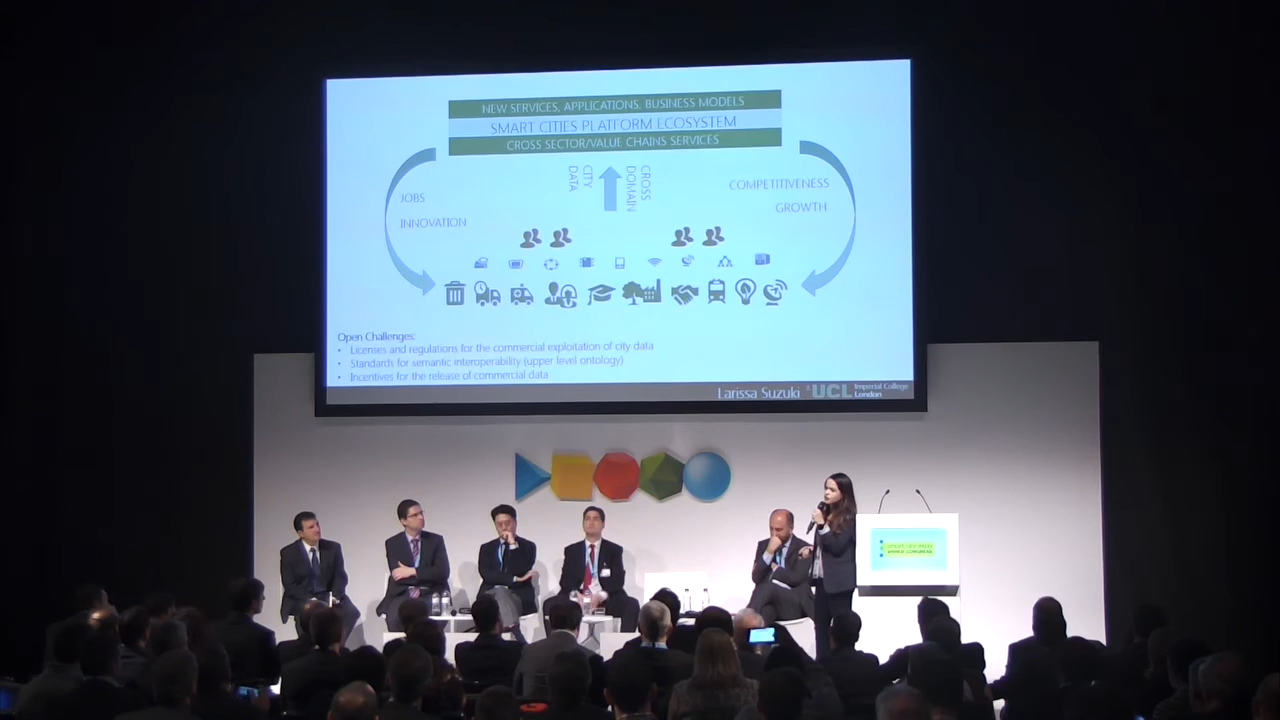 NEW SERVICES, APPLICATIONS, BUSINESS MODELS
SMART CITIES PLATFORM ECOSYSTEM
CROSS SECTOR/VALUE CHAINS SERVICES
CITY
DATA
CROSS
DOMAIN
JOBS
INNOVATION
COMPETITIVENESS
GROWTH
Open Challenges:
• Licenses and regulations for the commercial exploitation of city data
• Standards for semantic interoperability (upper level ontology)
• Incentives for the release of commercial data
Larissa Suzuki
UCL
Imperial College
London